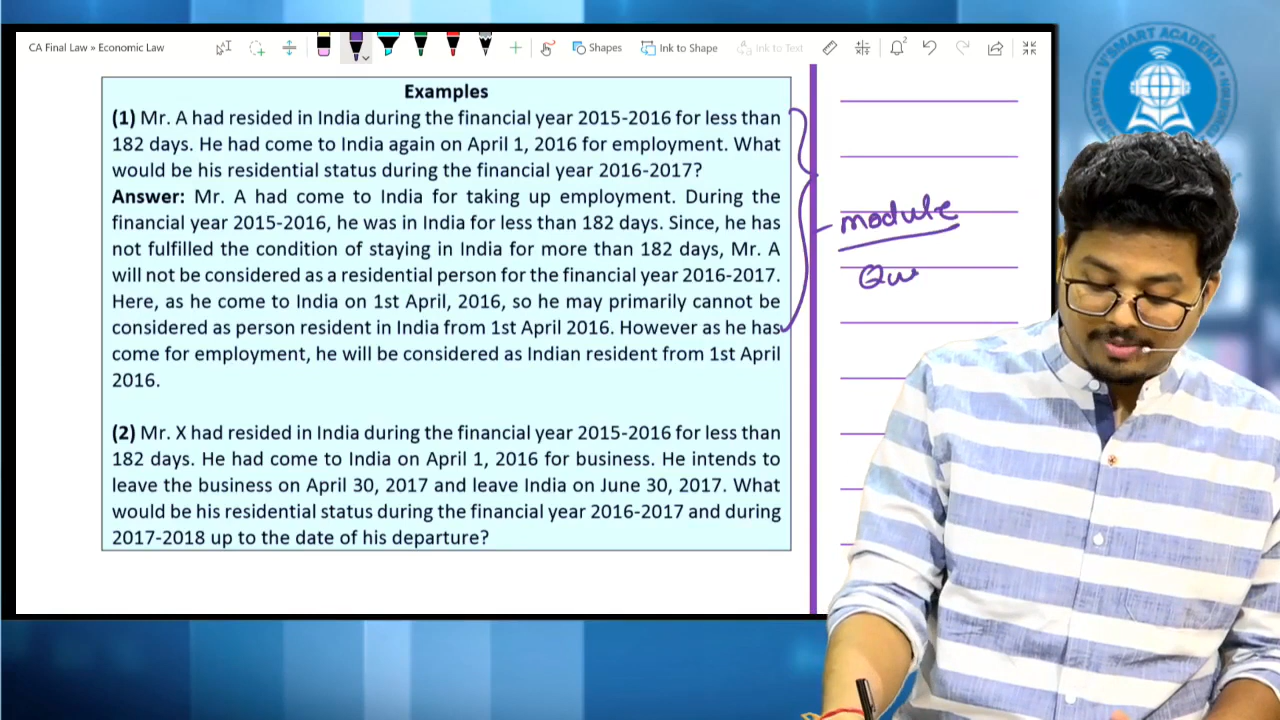 V'SMART ACADEMY
CA Final Law » Economic Law
Shapes
Ink to Shape
Ink to Text
2
Examples
(1) Mr. A had resided in India during the financial year 2015-2016 for less than
182 days. He had come to India again on April 1, 2016 for employment. What
would be his residential status during the financial year 2016-2017?
Answer: Mr. A had come to India for taking up employment. During the
financial year 2015-2016, he was in India for less than 182 days. Since, he has
not fulfilled the condition of staying in India for more than 182 days, Mr. A
will not be considered as a residential person for the financial year 2016-2017.
Here, as he come to India on 1st April, 2016, so he may primarily cannot be
considered as person resident in India from 1st April 2016. However as he has
come for employment, he will be considered as Indian resident from 1st April
2016.
(2) Mr. X had resided in India during the financial year 2015-2016 for less than
182 days. He had come to India on April 1, 2016 for business. He intends to
leave the business on April 30, 2017 and leave India on June 30, 2017. What
would be his residential status during the financial year 2016-2017 and during
2017-2018 up to the date of his departure?
module